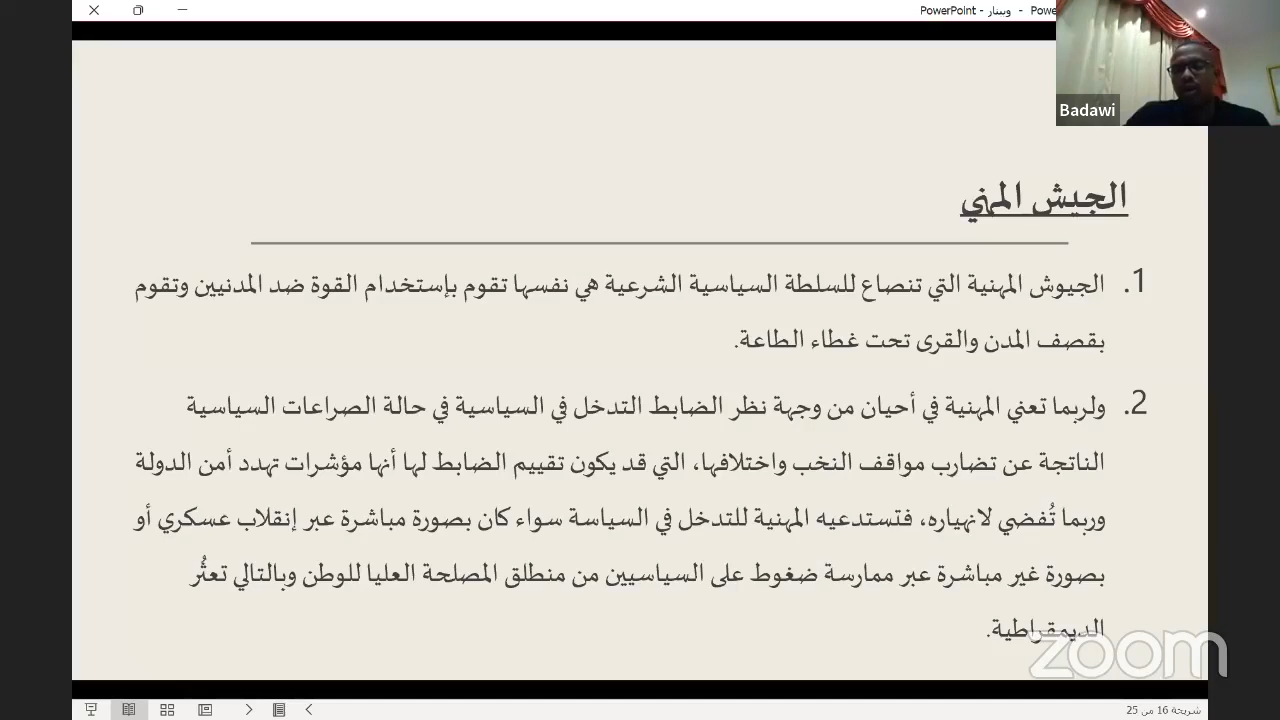 PowerPoint - وبينار - Powe
Badawi
الجيش المهني
1. الجيوش المهنية التي تنصاع للسلطة السياسية الشرعية هي نفسها تقوم بإستخدام القوة ضد المدنيين وتقوم
بقصف المدن والقرى تحت غطاء الطاعة.
2. ولربما تعني المهنية في أحيان من وجهة نظر الضابط التدخل في السياسية في حالة الصراعات السياسية
الناتجة عن تضارب مواقف النخب واختلافها، التي قد يكون تقييم الضابط لها أنها مؤشرات تهدد أمن الدولة
وربما تُفضي لانهياره، فتستدعيه المهنية للتدخل في السياسة سواء كان بصورة مباشرة عبر إنقلاب عسكري أو
بصورة غير مباشرة عبر ممارسة ضغوط على السياسيين من منطلق المصلحة العليا للوطن وبالتالي تعثُّر
الديمقراطية.
zoom
شريحة 16 من 25